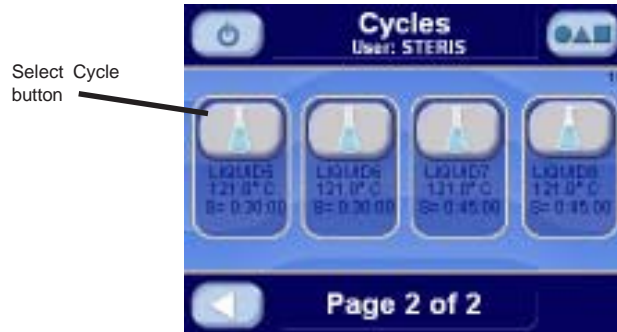 Cycles
User: STERIS
Select Cycle
button
LIQUID5 LIQUID6 LIQUID7 LIQUID8
121.0° C 121.0° C 121.0° C 121.0° C
S= 0:30:00 S= 0:30:00 S= 0:45:00 S= 0:45:00
Page 2 of 2